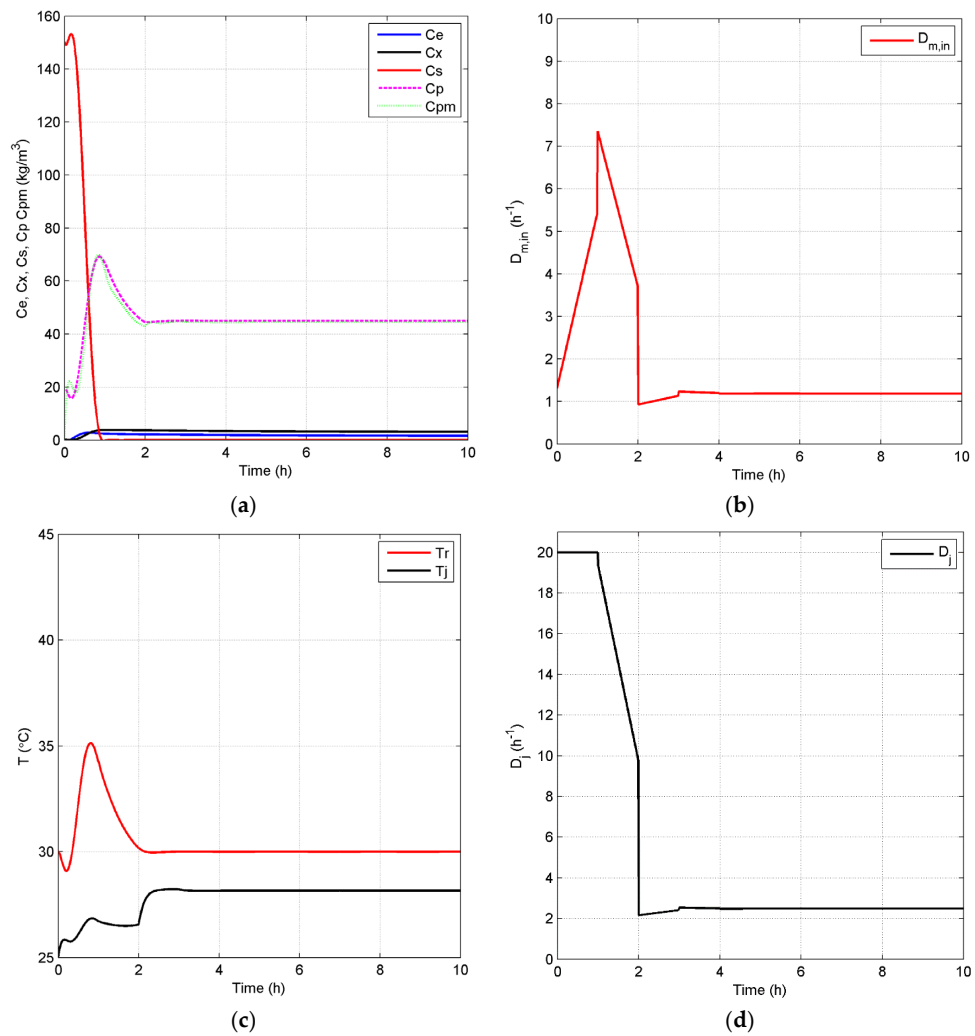 160
140
120
100
80
60
40
20
0
Ce, Cx, Cs, Cp Cpm (kg/m³)
Ce
Cx
Cs
Cp
Cpm
0 2 4 6 8 10
Time (h)
(a)
10
9
8
7
6
5
4
3
2
1
0
D_{m,in} (h⁻¹)
D_{m,in}
0 2 4 6 8 10
Time (h)
(b)
45
40
35
30
25
T (°C)
Tr
Tj
0 2 4 6 8 10
Time (h)
(c)
20
18
16
14
12
10
8
6
4
2
0
D_j (h⁻¹)
D_j
0 2 4 6 8 10
Time (h)
(d)